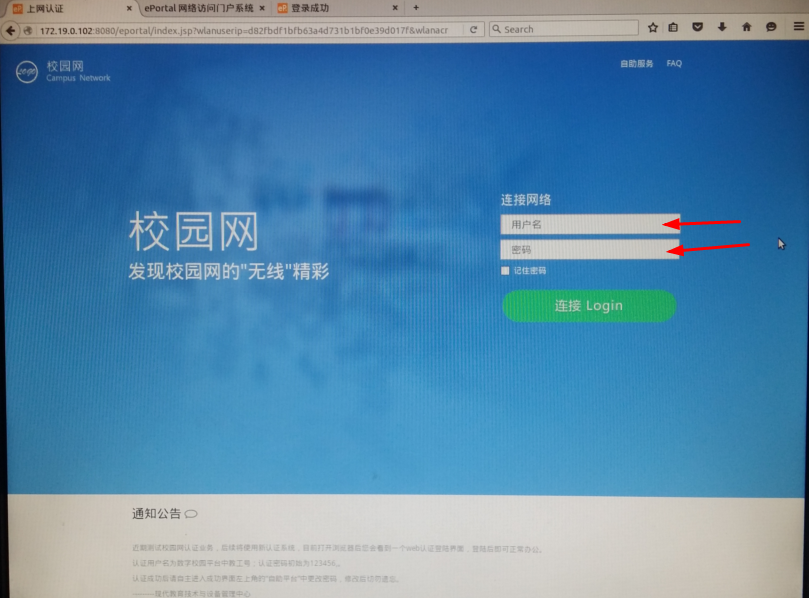 上网认证
ePortal 网络访问门户系统
登录成功
172.19.0.102:8080/eportal/index.jsp?wlanuserip=d82fbdf1bfb63a4d731b1bf0e39d017f&wlanacr
Search
校园网
Campus Network
自助服务 FAQ
校园网
发现校园网的"无线"精彩
连接网络
用户名
密码
记住密码
连接 Login
通知公告
近期测试校园网认证业务，后续将使用新认证系统，目前打开浏览器后您会看到一个web认证登陆界面，登陆后即可正常办公。
认证用户名为数字校园平台中教工号，认证密码初始为123456。
认证成功后请自主进入成功界面左上角的"自助平台"中更改密码，修改后切勿遗忘。
———现代教育技术与设备管理中心